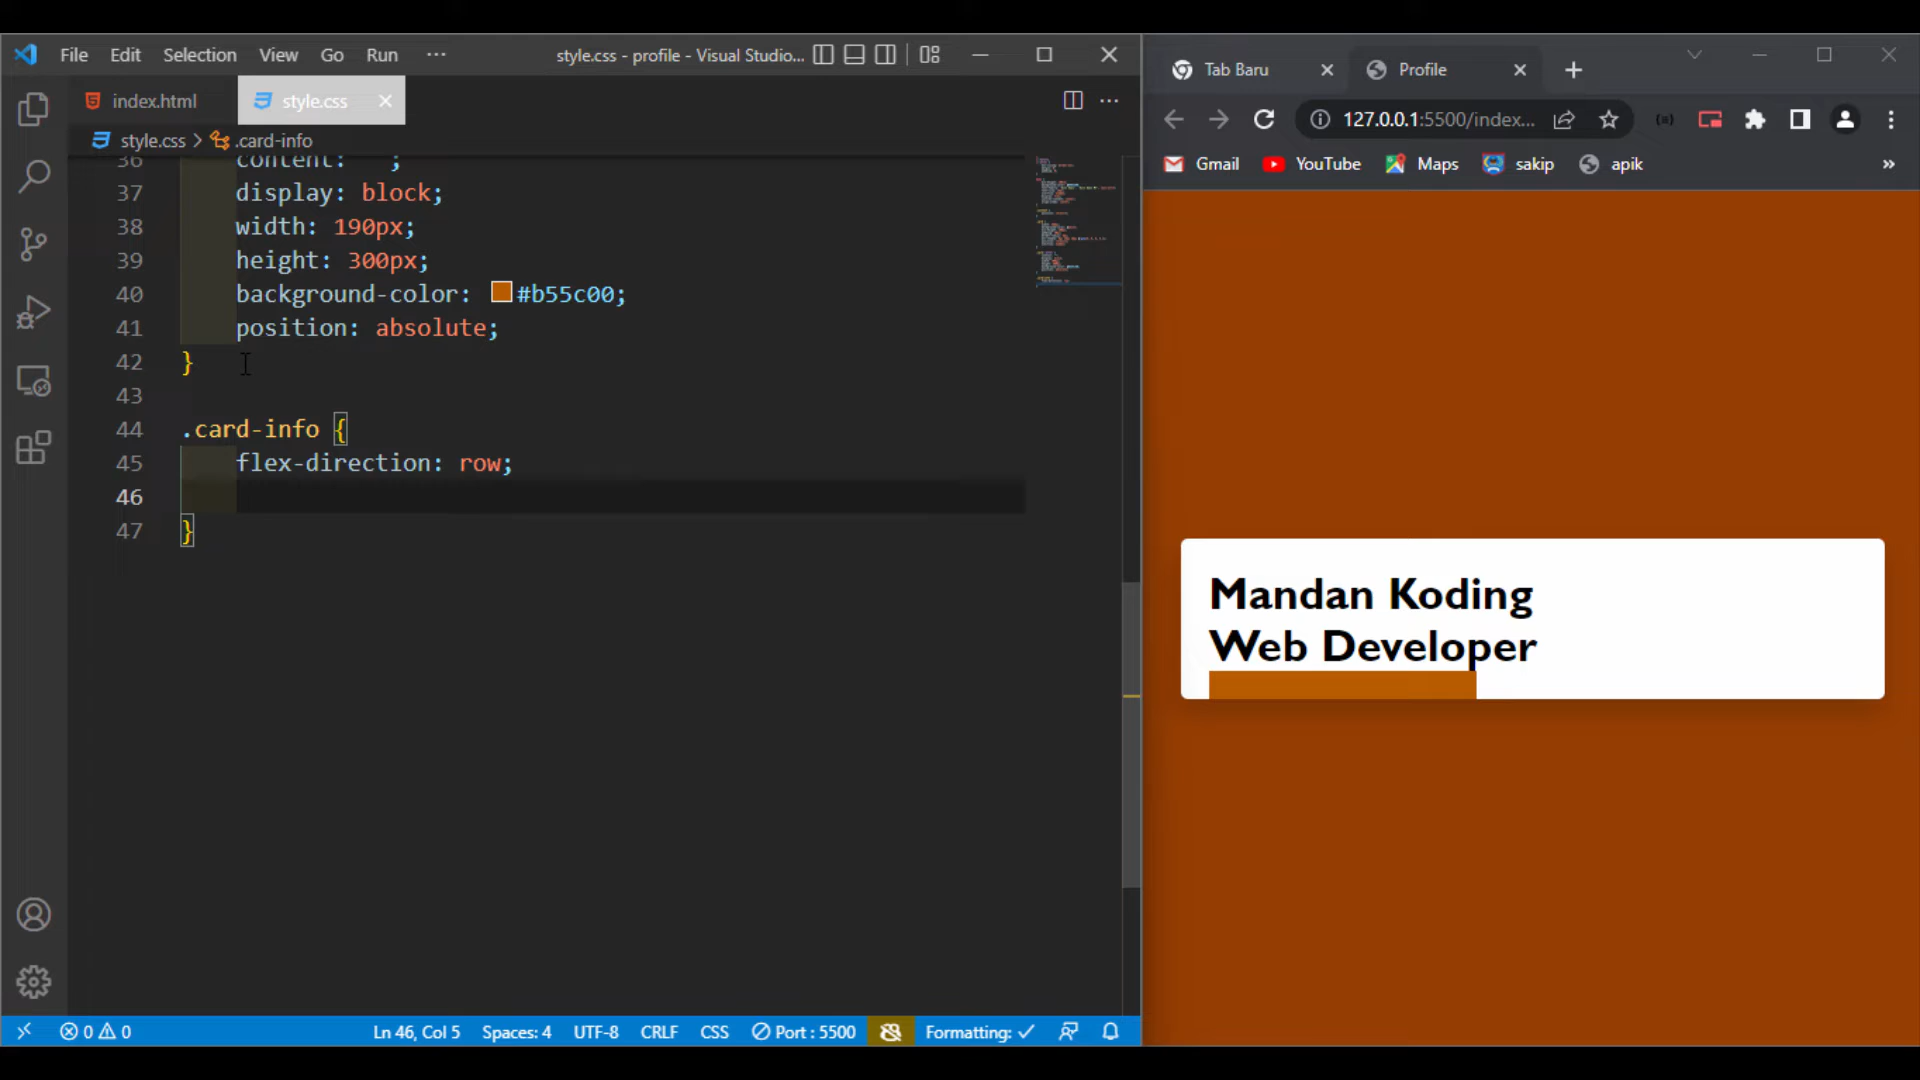 File Edit Selection View Go Run ··· style.css - profile - Visual Studio...
index.html style.css
style.css > .card-info
36 content: ;
37 display: block;
38 width: 190px;
39 height: 300px;
40 background-color: #b55c00;
41 position: absolute;
42 }
43
44 .card-info {
45 flex-direction: row;
46
47 }
0 0 Ln 46, Col 5 Spaces: 4 UTF-8 CRLF CSS Port : 5500 Formatting: ✓
Tab Baru Profile
127.0.0.1:5500/index...
Gmail YouTube Maps sakip apik »
Mandan Koding
Web Developer